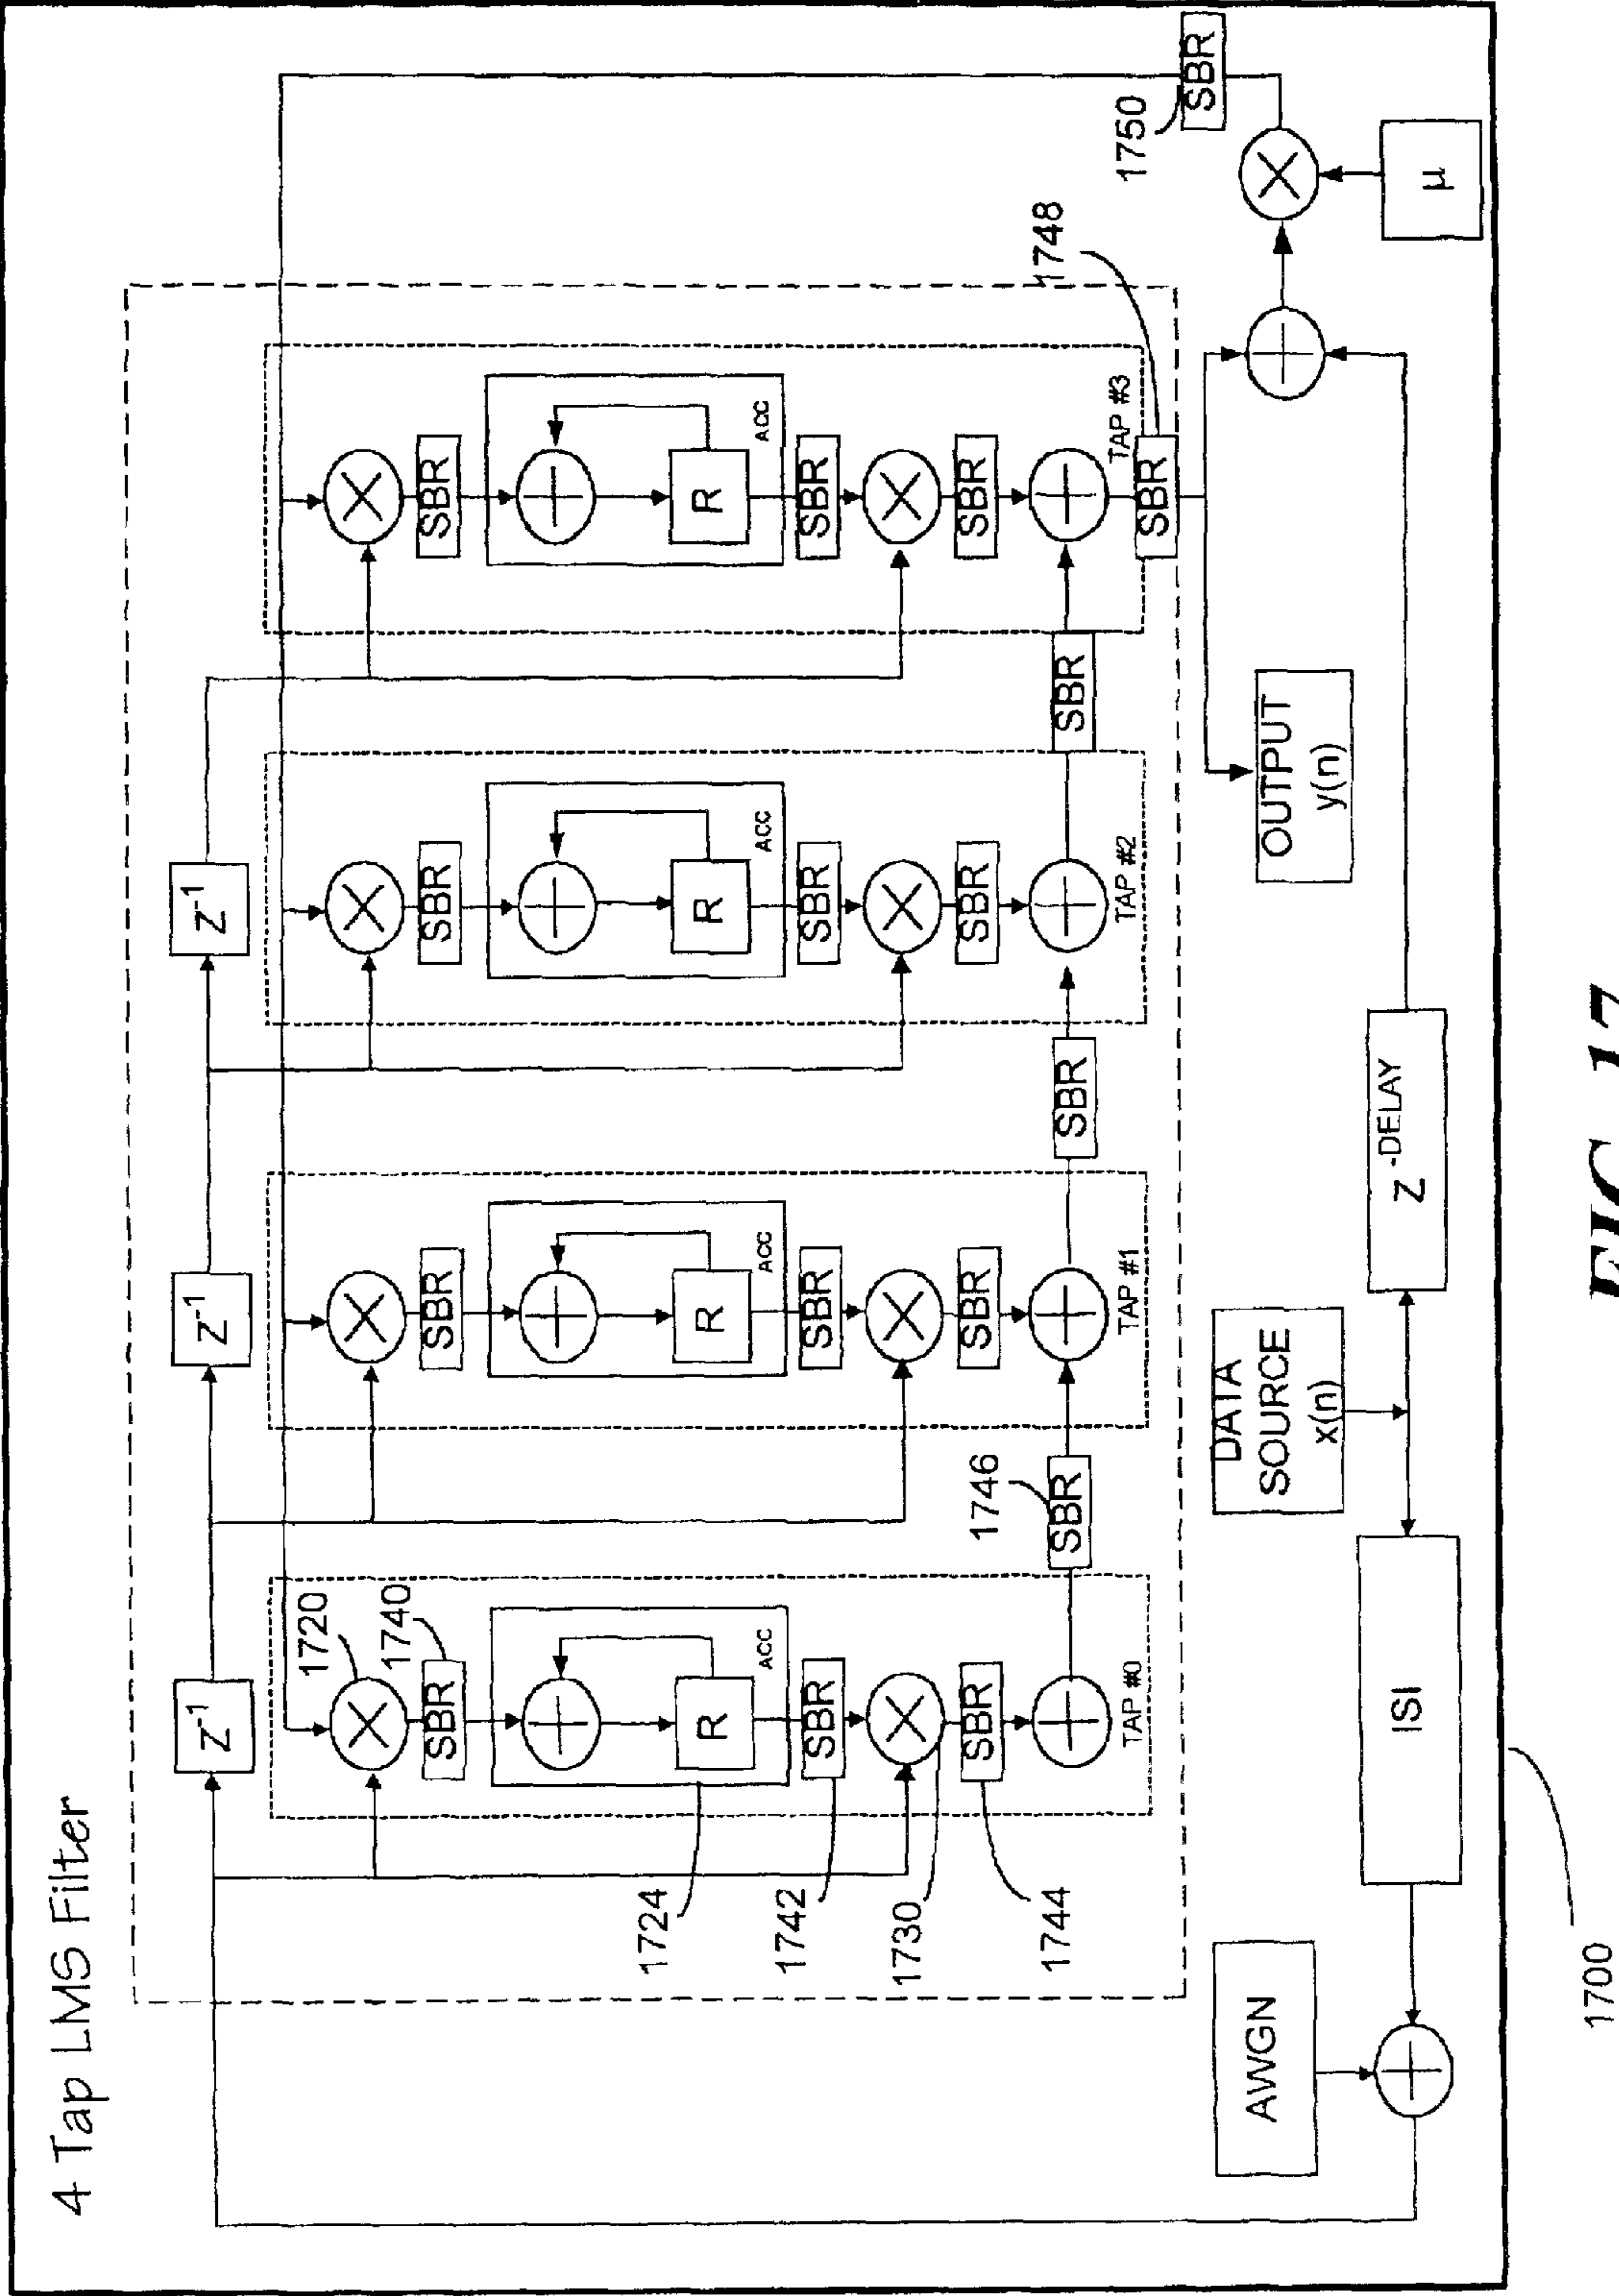 4 Tap LMS Filter
Z-1
Z-1
Z-1
1720
1740
SBR
SBR
SBR
SBR
1724
R
R
R
R
ACC
ACC
ACC
ACC
1742
SBR
SBR
SBR
SBR
1730
1744
SBR
SBR
SBR
SBR
1746
SBR
SBR
SBR
TAP #0
TAP #1
TAP #2
TAP #3
SBR
1748
1750
SBR
AWGN
DATA
SOURCE
x(n)
OUTPUT
y(n)
ISI
Z-DELAY
μ
1700
FIG. 17